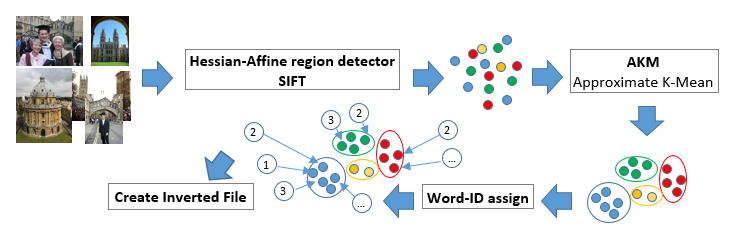 Hessian-Affine region detector
SIFT
AKM
Approximate K-Mean
3
2
2
2
1
...
3
...
Word-ID assign
Create Inverted File